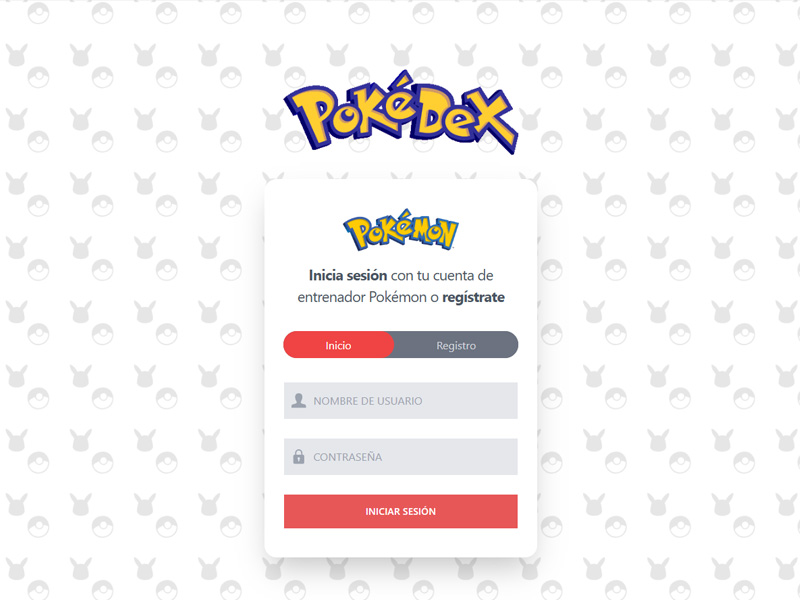 PokéDex
POKéMON
Inicia sesión con tu cuenta de
entrenador Pokémon o regístrate
Inicio
Registro
NOMBRE DE USUARIO
CONTRASEÑA
INICIAR SESIÓN